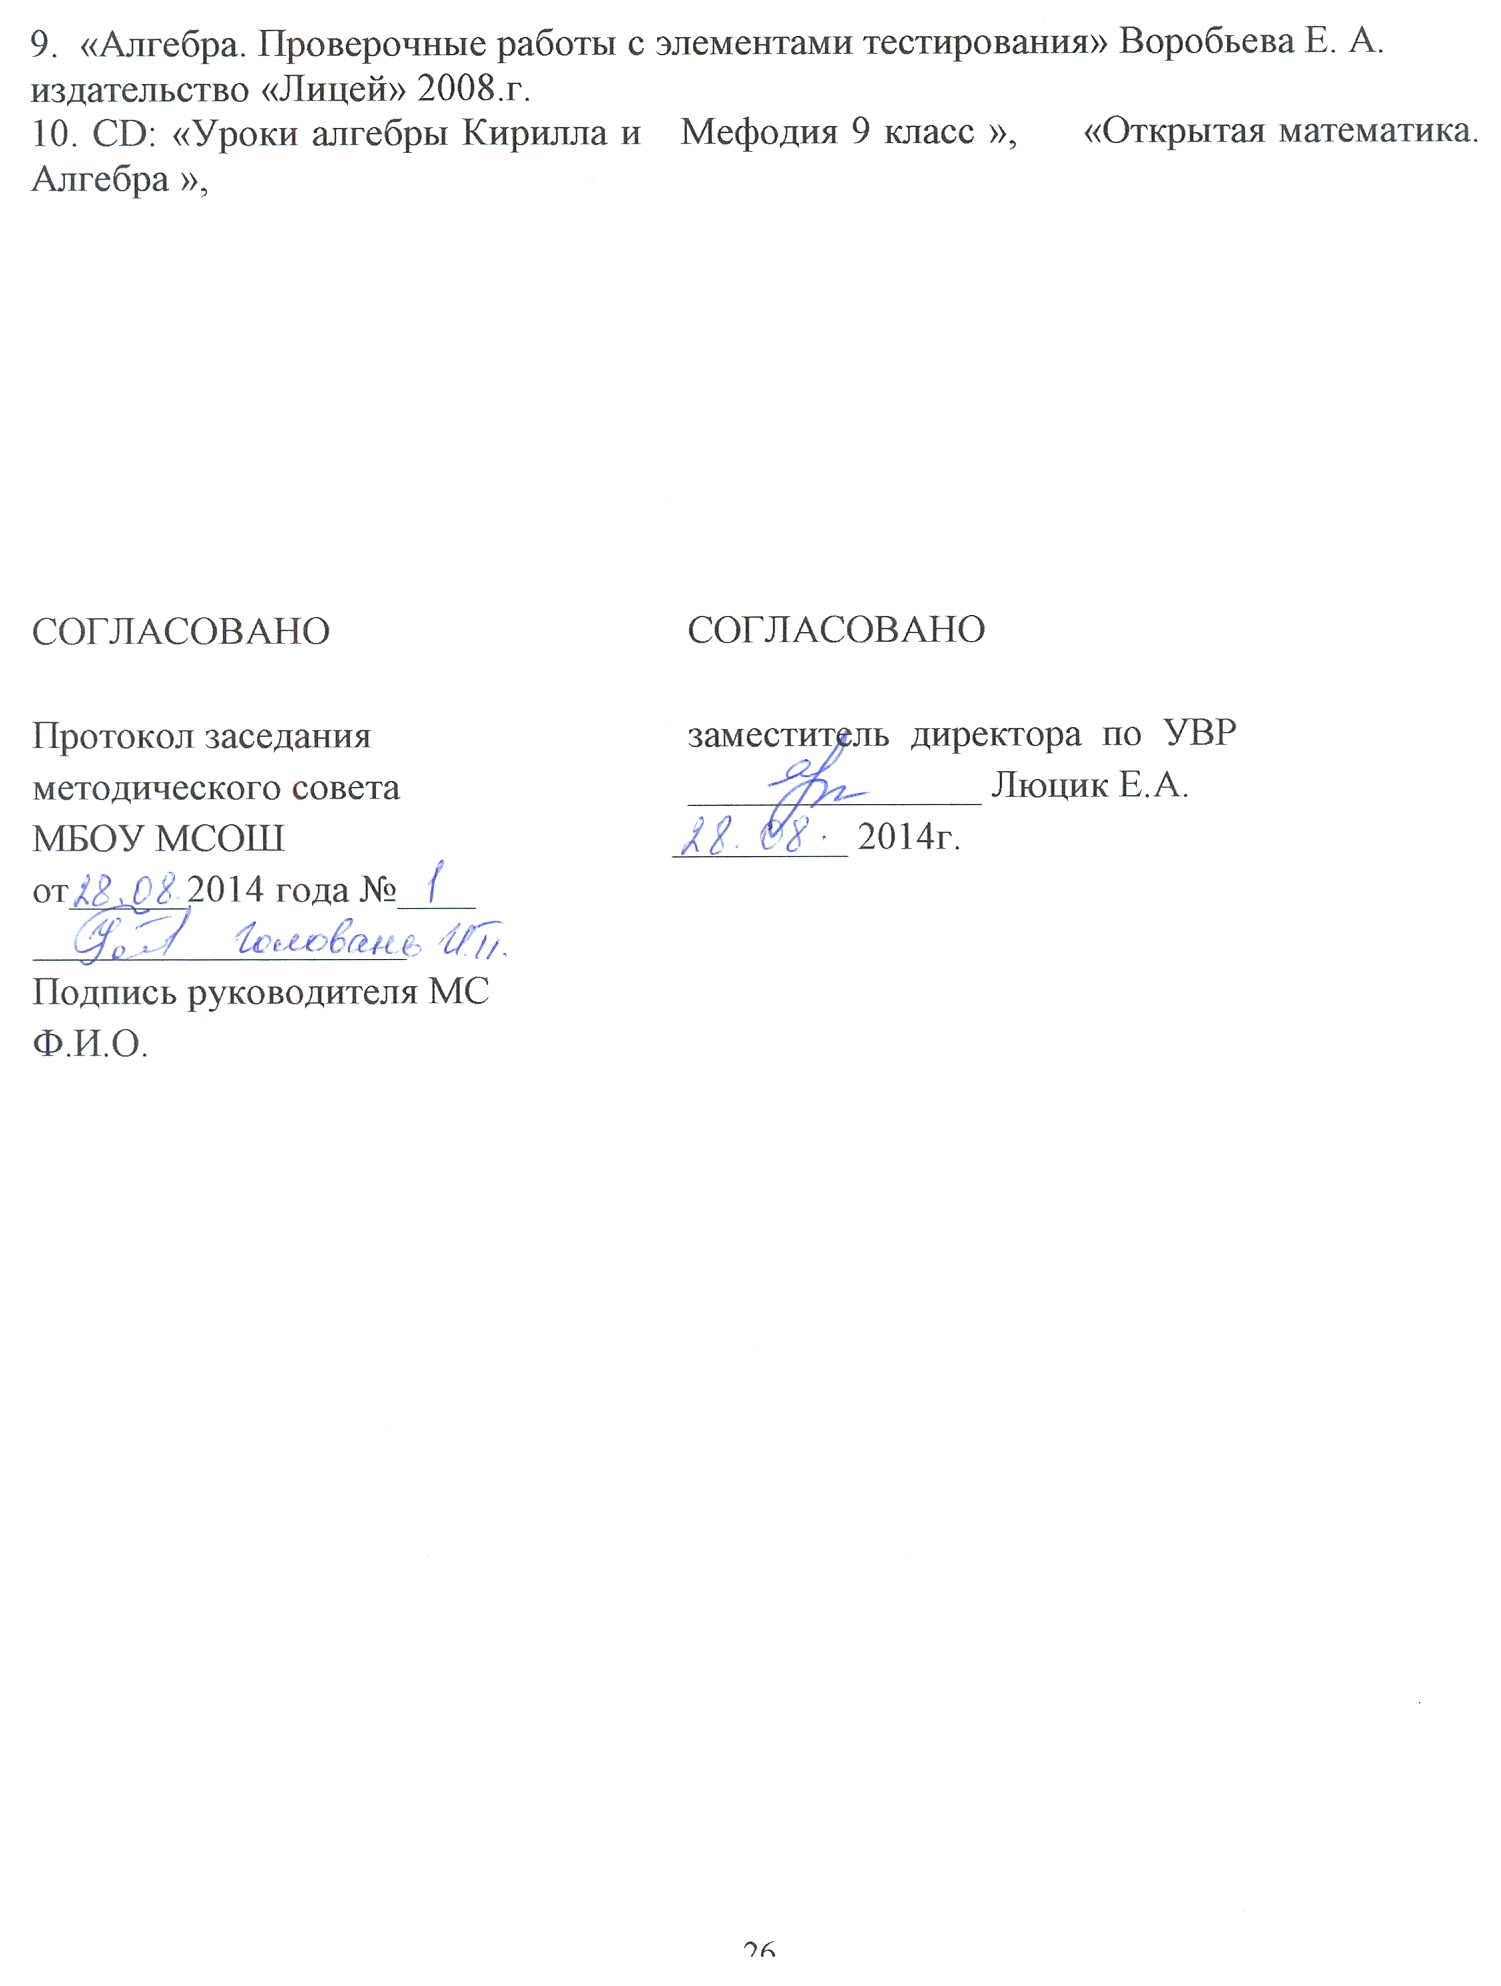 9. «Алгебра. Проверочные работы с элементами тестирования» Воробьева Е. А.
издательство «Лицей» 2008.г.
10. CD: «Уроки алгебры Кирилла и Мефодия 9 класс », «Открытая математика.
Алгебра »,
СОГЛАСОВАНО
Протокол заседания
методического совета
МБОУ МСОШ
от 28.08.2014 года № 1
Головань И.П.
Подпись руководителя МС
Ф.И.О.
СОГЛАСОВАНО
заместитель директора по УВР
Люцик Е.А.
28.08. 2014г.
26